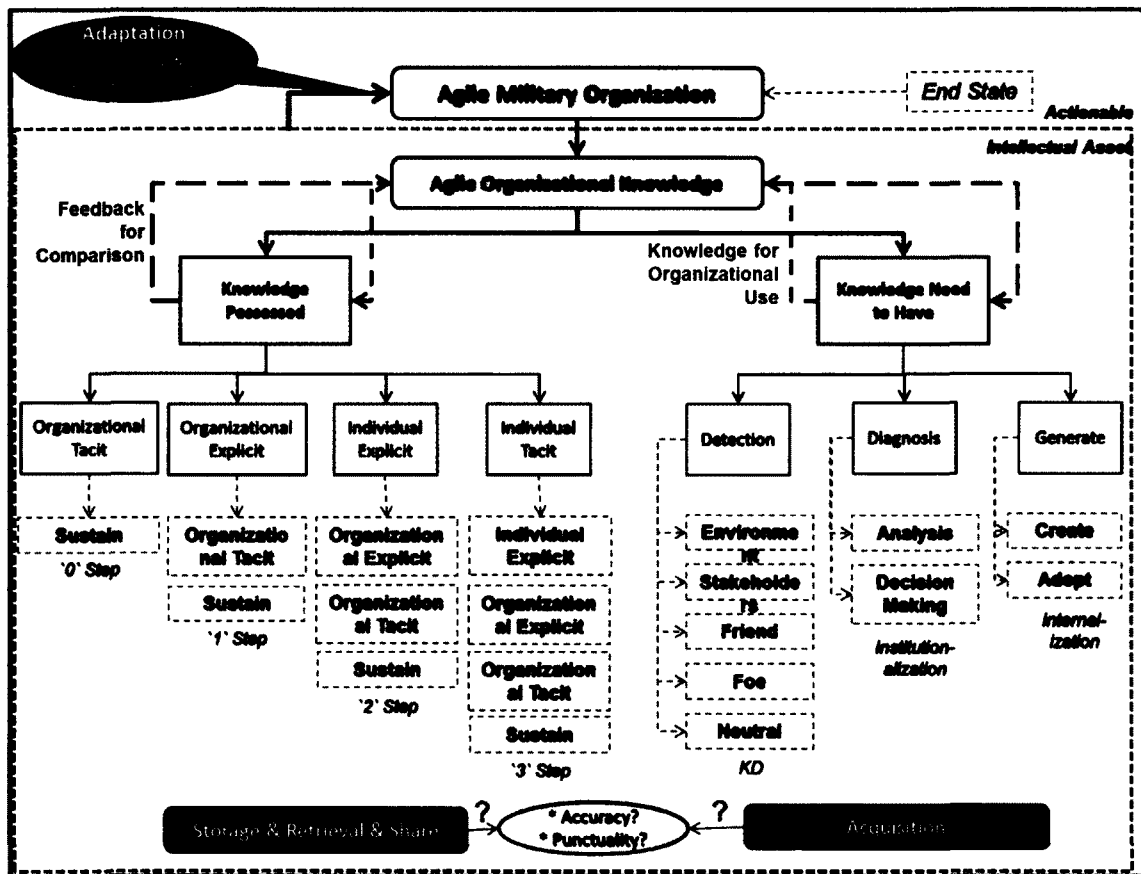 Adaptation
Agile Military Organization
End State
Actionable
Intellectual Asset
Agile Organizational Knowledge
Feedback
for
Comparison
Knowledge for
Organizational
Use
Knowledge
Possessed
Knowledge Need
to Have
Organizational
Tacit
Organizational
Explicit
Individual
Explicit
Individual
Tacit
Detection
Diagnosis
Generate
Sustain
'0' Step
Organizatio
nal Tacit
Sustain
'1' Step
Organization
al Explicit
Organization
al Tacit
Sustain
'2' Step
Individual
Explicit
Organization
al Explicit
Organization
al Tacit
Sustain
'3' Step
Environme
nt
Stakeholde
rs
Friend
Foe
Neutral
KD
Analysis
Decision
Making
Institution-
alization
Create
Adopt
Internal-
ization
Storage & Retrieval & Share
?
* Accuracy?
* Punctuality?
?
Acquisition